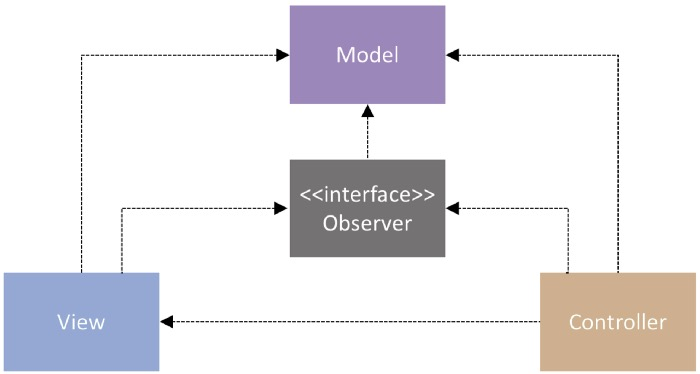 Model
<<interface>>
Observer
View
Controller